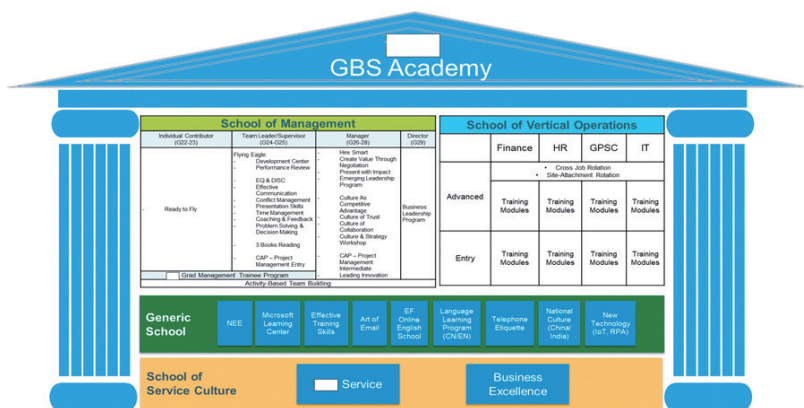 GBS Academy
School of Management
Individual Contributor
(G22-23)
Team Leader/Supervisor
(G24-G25)
Manager
(G26-28)
Director
(G29)
- Ready to Fly
Flying Eagle:
- Development Center
- Performance Review
- EQ & DISC
- Effective
Communication
- Conflict Management
- Presentation Skills
- Time Management
- Coaching & Feedback
- Problem Solving &
Decision Making
- 3 Books Reading
- CAP – Project
Management Entry
- Hire Smart
- Create Value Through
Negotiation
- Present with Impact
- Emerging Leadership
Program
- Culture As
Competitive
Advantage
- Culture of Trust
- Culture of
Collaboration
- Culture & Strategy
Workshop
- CAP – Project
Management
Intermediate
- Leading Innovation
- Business
Leadership
Program
Grad Management Trainee Program
Activity-Based Team Building
School of Vertical Operations
Finance
HR
GPSC
IT
• Cross Job Rotation
• Site-Attachment Rotation
Advanced
Training
Modules
Training
Modules
Training
Modules
Training
Modules
Entry
Training
Modules
Training
Modules
Training
Modules
Training
Modules
Generic
School
NEE
Microsoft
Learning
Center
Effective
Training
Skills
Art of
Email
EF
Online
English
School
Language
Learning
Program
(CN/EN)
Telephone
Etiquette
National
Culture
(China/
India)
New
Technology
(IoT, RPA)
School of
Service Culture
Service
Business
Excellence